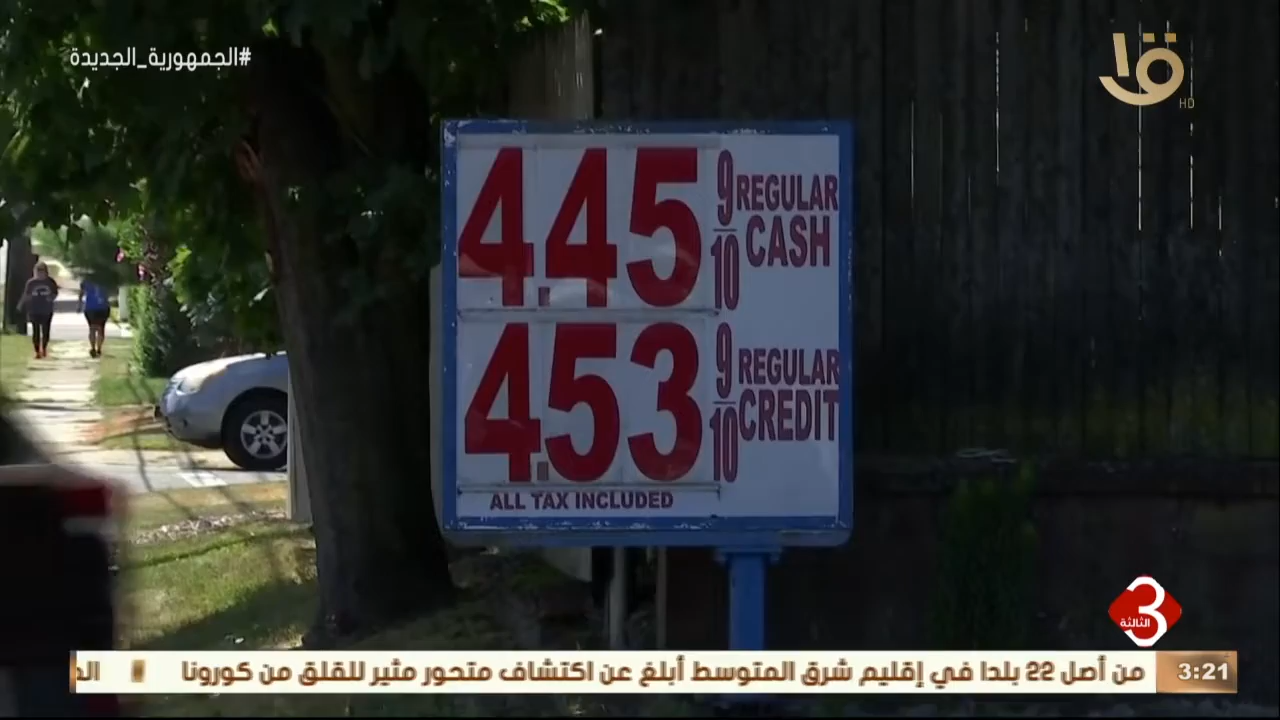 #الجمهورية_الجديدة
HD
4.45 9/10 REGULAR CASH
4.53 9/10 REGULAR CREDIT
ALL TAX INCLUDED
3
الثالثة
3:21
من أصل 22 بلدا في إقليم شرق المتوسط أبلغ عن اكتشاف متحور مثير للقلق من كورونا